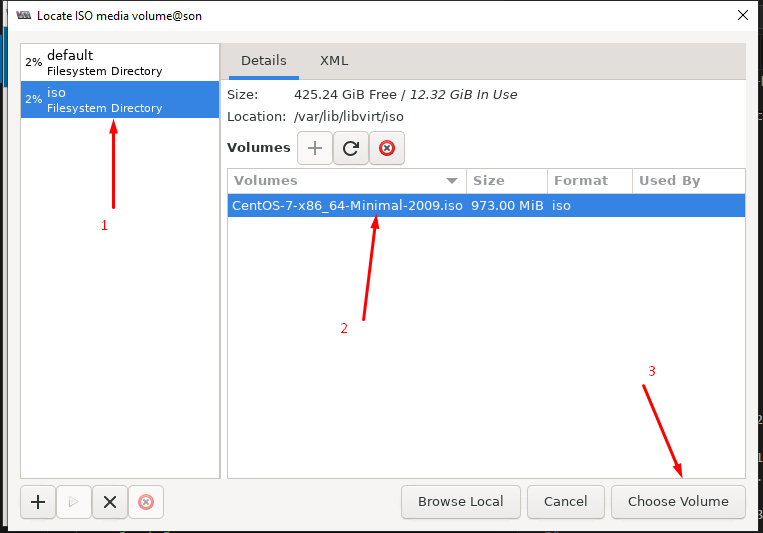 Locate ISO media volume@son
2% default
Filesystem Directory
2% iso
Filesystem Directory
1
Details XML
Size: 425.24 GiB Free / 12.32 GiB In Use
Location: /var/lib/libvirt/iso
Volumes
Volumes Size Format Used By
CentOS-7-x86_64-Minimal-2009.iso 973.00 MiB iso
2
3
Browse Local Cancel Choose Volume